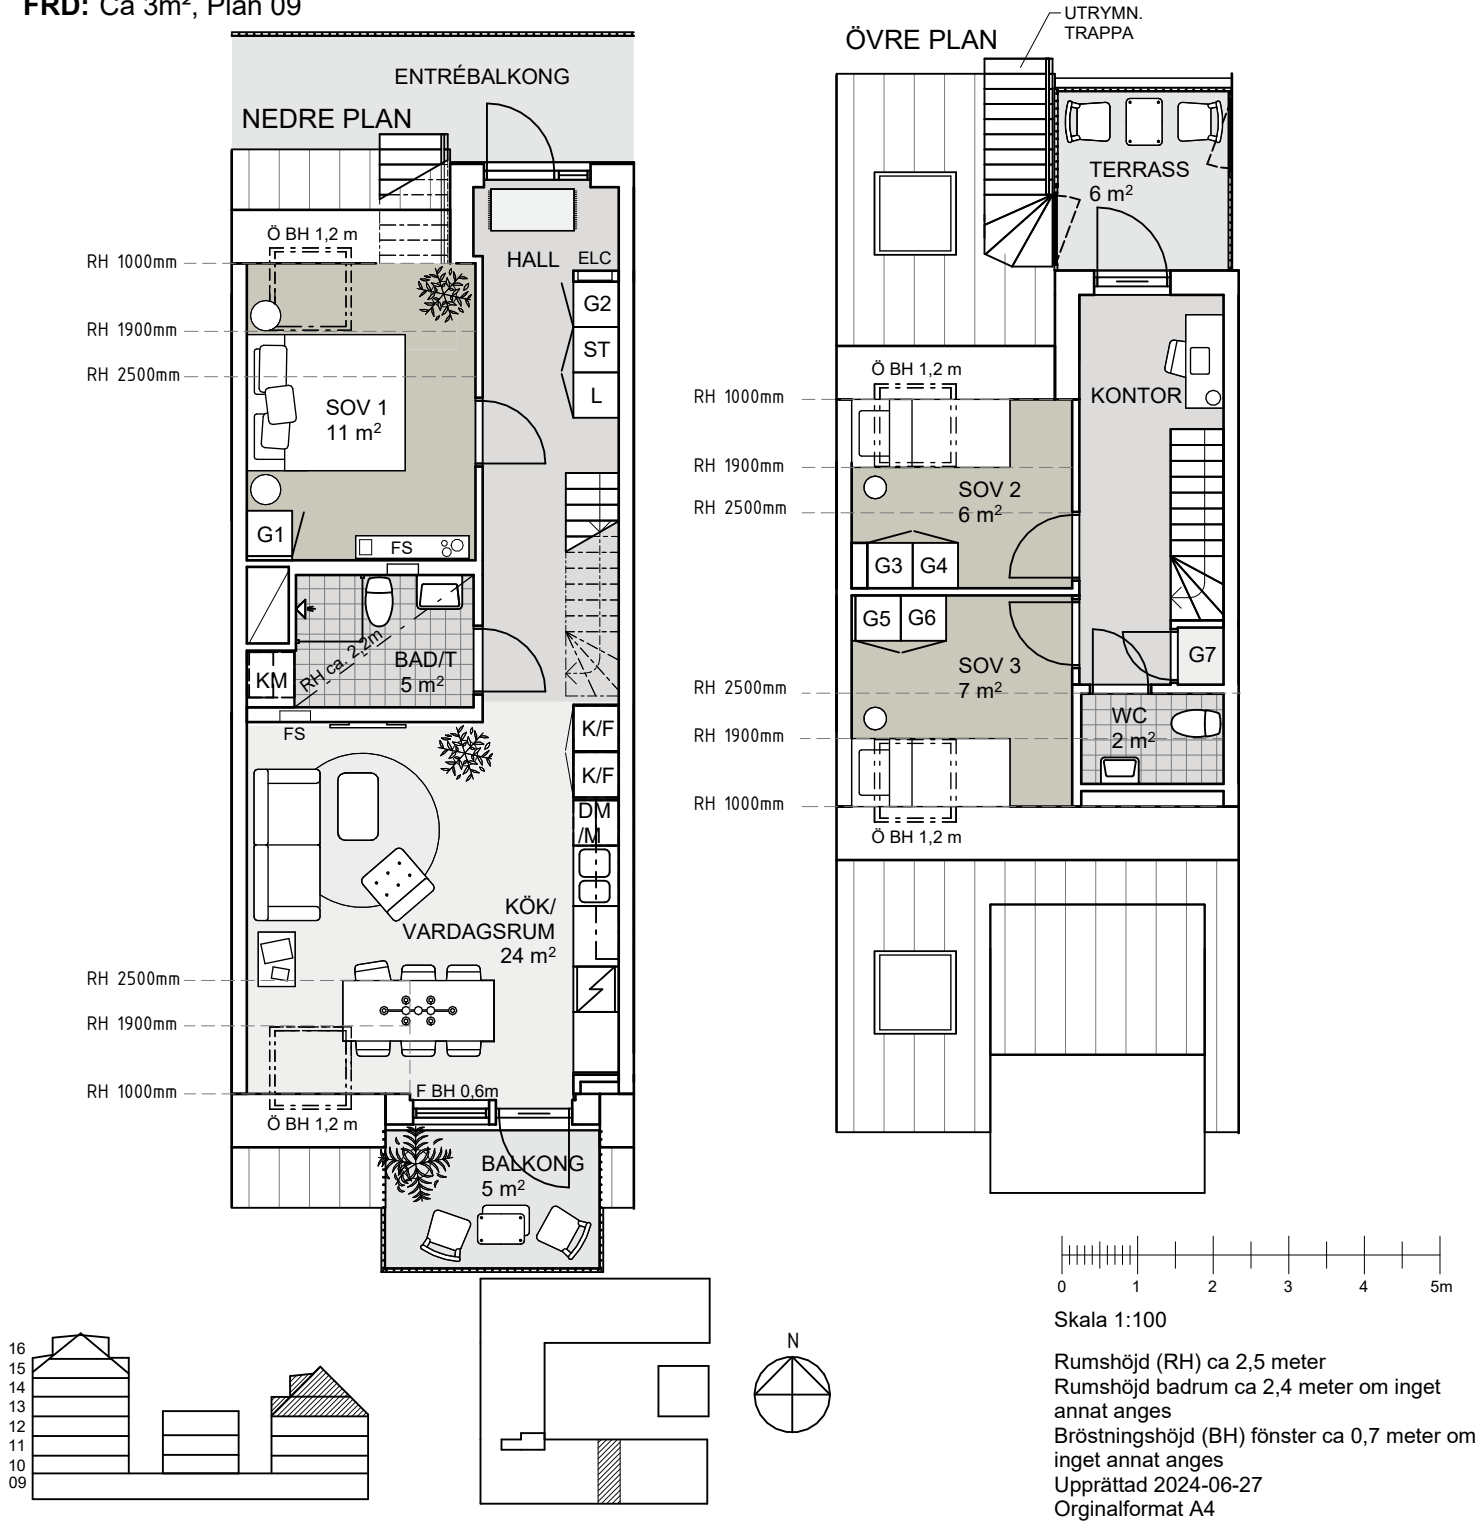 FRD: Ca 3m², Plan 09
ENTRÉBALKONG
NEDRE PLAN
Ö BH 1,2 m
HALL
ELC
RH 1000mm
G2
RH 1900mm
ST
RH 2500mm
L
SOV 1
11 m²
G1
FS
RH ca. 2,2m
BAD/T
5 m²
KM
FS
K/F
K/F
DM
/M
KÖK/
VARDAGSRUM
24 m²
RH 2500mm
RH 1900mm
RH 1000mm
F BH 0,6m
Ö BH 1,2 m
BALKONG
5 m²
UTRYMN.
TRAPPA
ÖVRE PLAN
TERRASS
6 m²
Ö BH 1,2 m
KONTOR
RH 1000mm
RH 1900mm
SOV 2
6 m²
RH 2500mm
G3
G4
G5
G6
SOV 3
7 m²
G7
RH 2500mm
WC
2 m²
RH 1900mm
RH 1000mm
Ö BH 1,2 m
0 1 2 3 4 5m
Skala 1:100
Rumshöjd (RH) ca 2,5 meter
Rumshöjd badrum ca 2,4 meter om inget
annat anges
Bröstningshöjd (BH) fönster ca 0,7 meter om
inget annat anges
Upprättad 2024-06-27
Orginalformat A4
16
15
14
13
12
11
10
09
N